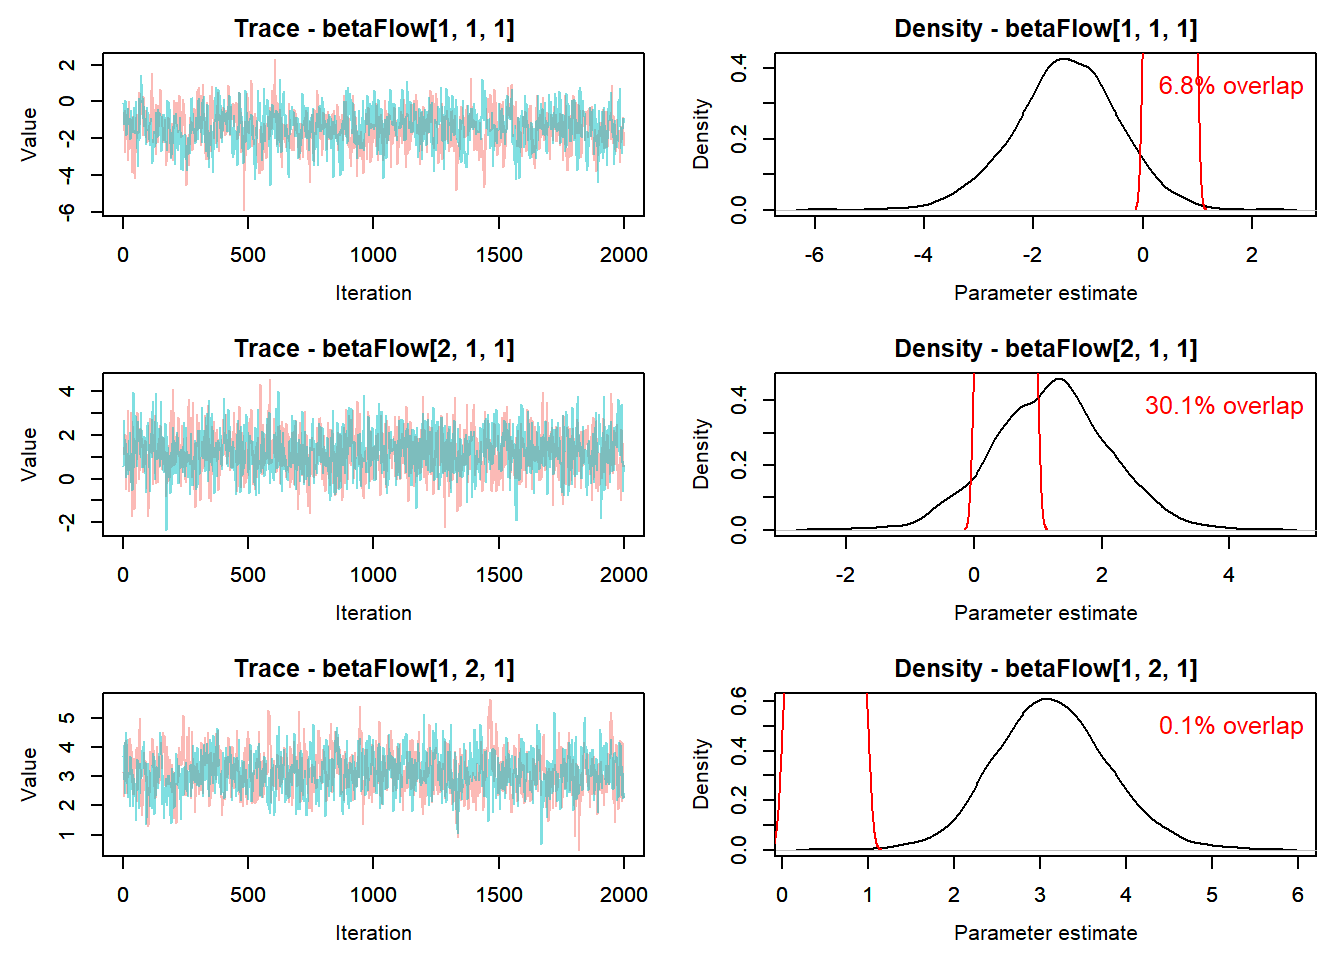 Trace - betaFlow[1, 1, 1]
Value
2
0
-2
-4
-6
0 500 1000 1500 2000
Iteration
Density - betaFlow[1, 1, 1]
Density
0.4
0.2
0.0
6.8% overlap
-6 -4 -2 0 2
Parameter estimate
Trace - betaFlow[2, 1, 1]
Value
4
2
0
-2
0 500 1000 1500 2000
Iteration
Density - betaFlow[2, 1, 1]
Density
0.4
0.2
0.0
30.1% overlap
-2 0 2 4
Parameter estimate
Trace - betaFlow[1, 2, 1]
Value
5
4
3
2
1
0 500 1000 1500 2000
Iteration
Density - betaFlow[1, 2, 1]
Density
0.6
0.4
0.2
0.0
0.1% overlap
0 1 2 3 4 5 6
Parameter estimate